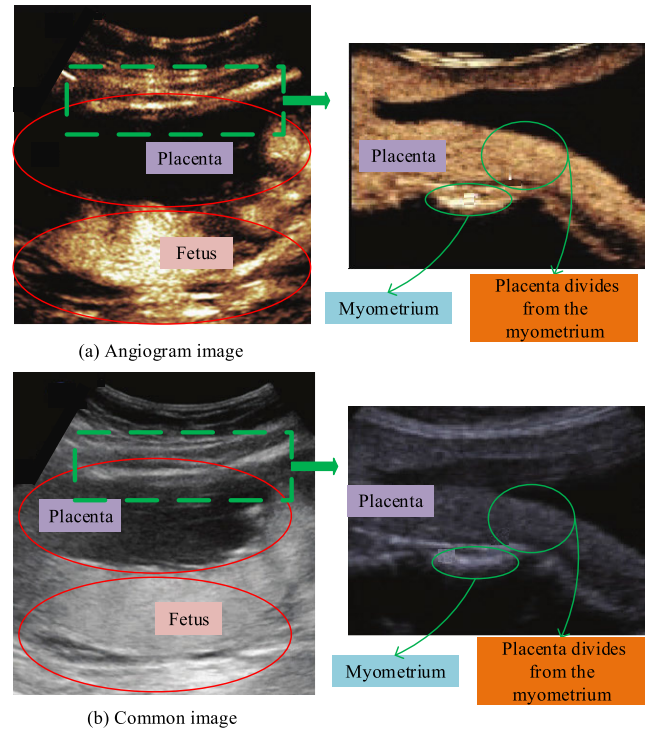 Placenta
Fetus
Placenta
Myometrium
Placenta divides
from the
myometrium
(a) Angiogram image
Placenta
Fetus
Placenta
Myometrium
Placenta divides
from the
myometrium
(b) Common image